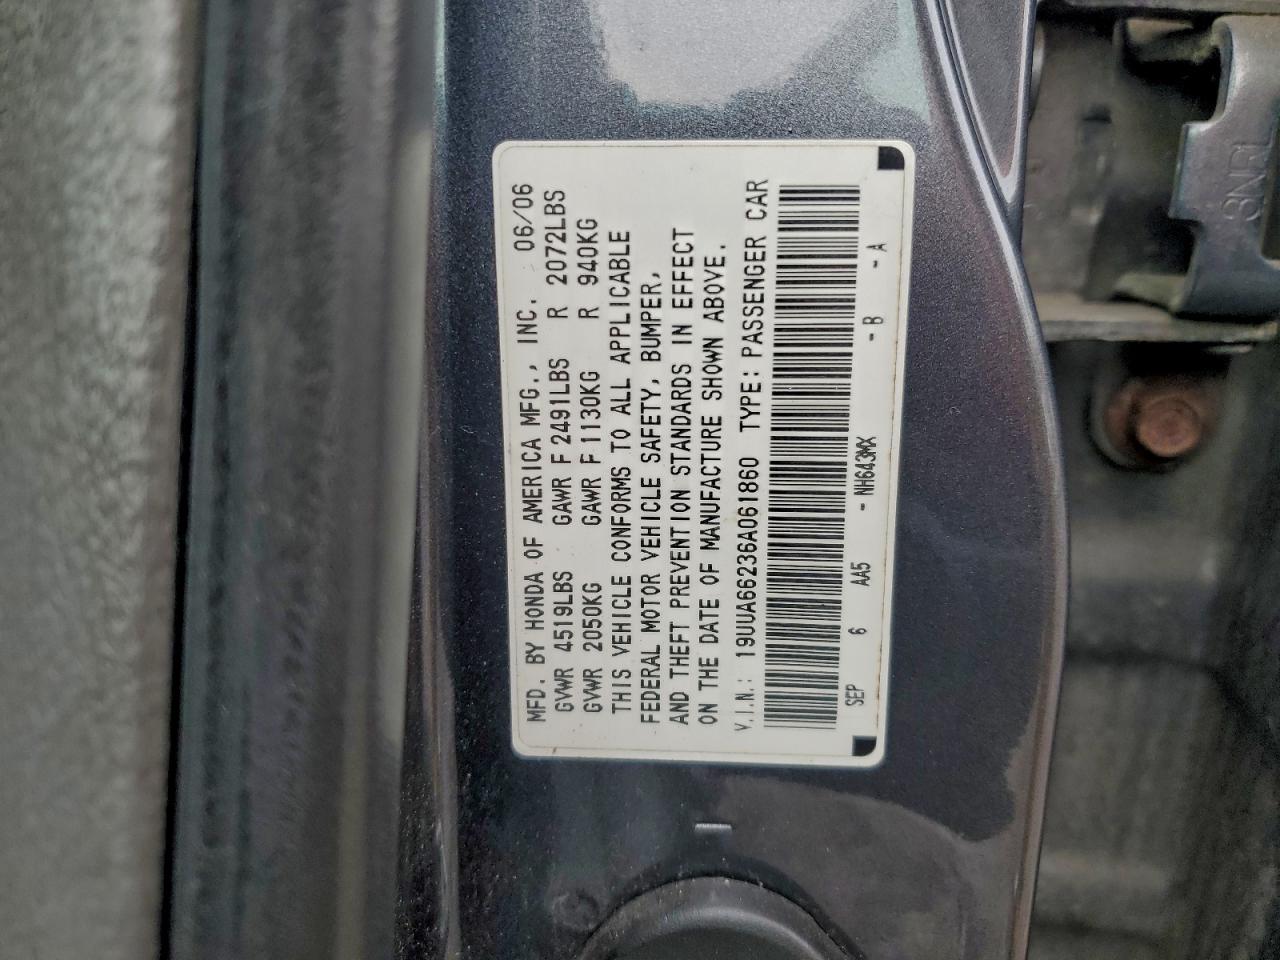 MFD. BY HONDA OF AMERICA MFG., INC. 06/06
GVWR 4519LBS GAWR F 2491LBS R 2072LBS
GVWR 2050KG GAWR F 1130KG R 940KG
THIS VEHICLE CONFORMS TO ALL APPLICABLE
FEDERAL MOTOR VEHICLE SAFETY, BUMPER,
AND THEFT PREVENTION STANDARDS IN EFFECT
ON THE DATE OF MANUFACTURE SHOWN ABOVE.
V.I.N.: 19UUA66236A061860 TYPE: PASSENGER CAR
SEP 6 AA5 - NH643MX - B - A
3NRL